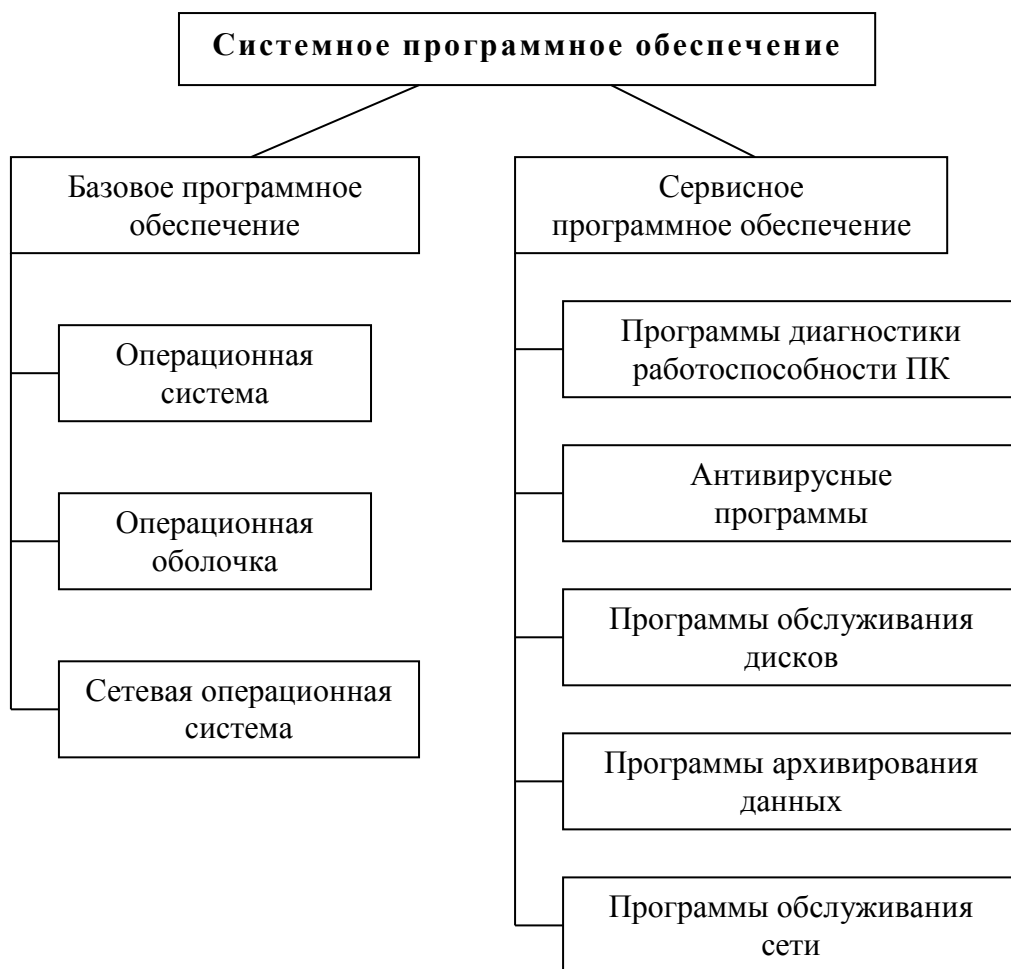 Системное программное обеспечение
Базовое программное
обеспечение
Операционная
система
Операционная
оболочка
Сетевая операционная
система
Сервисное
программное обеспечение
Программы диагностики
работоспособности ПК
Антивирусные
программы
Программы обслуживания
дисков
Программы архивирования
данных
Программы обслуживания
сети